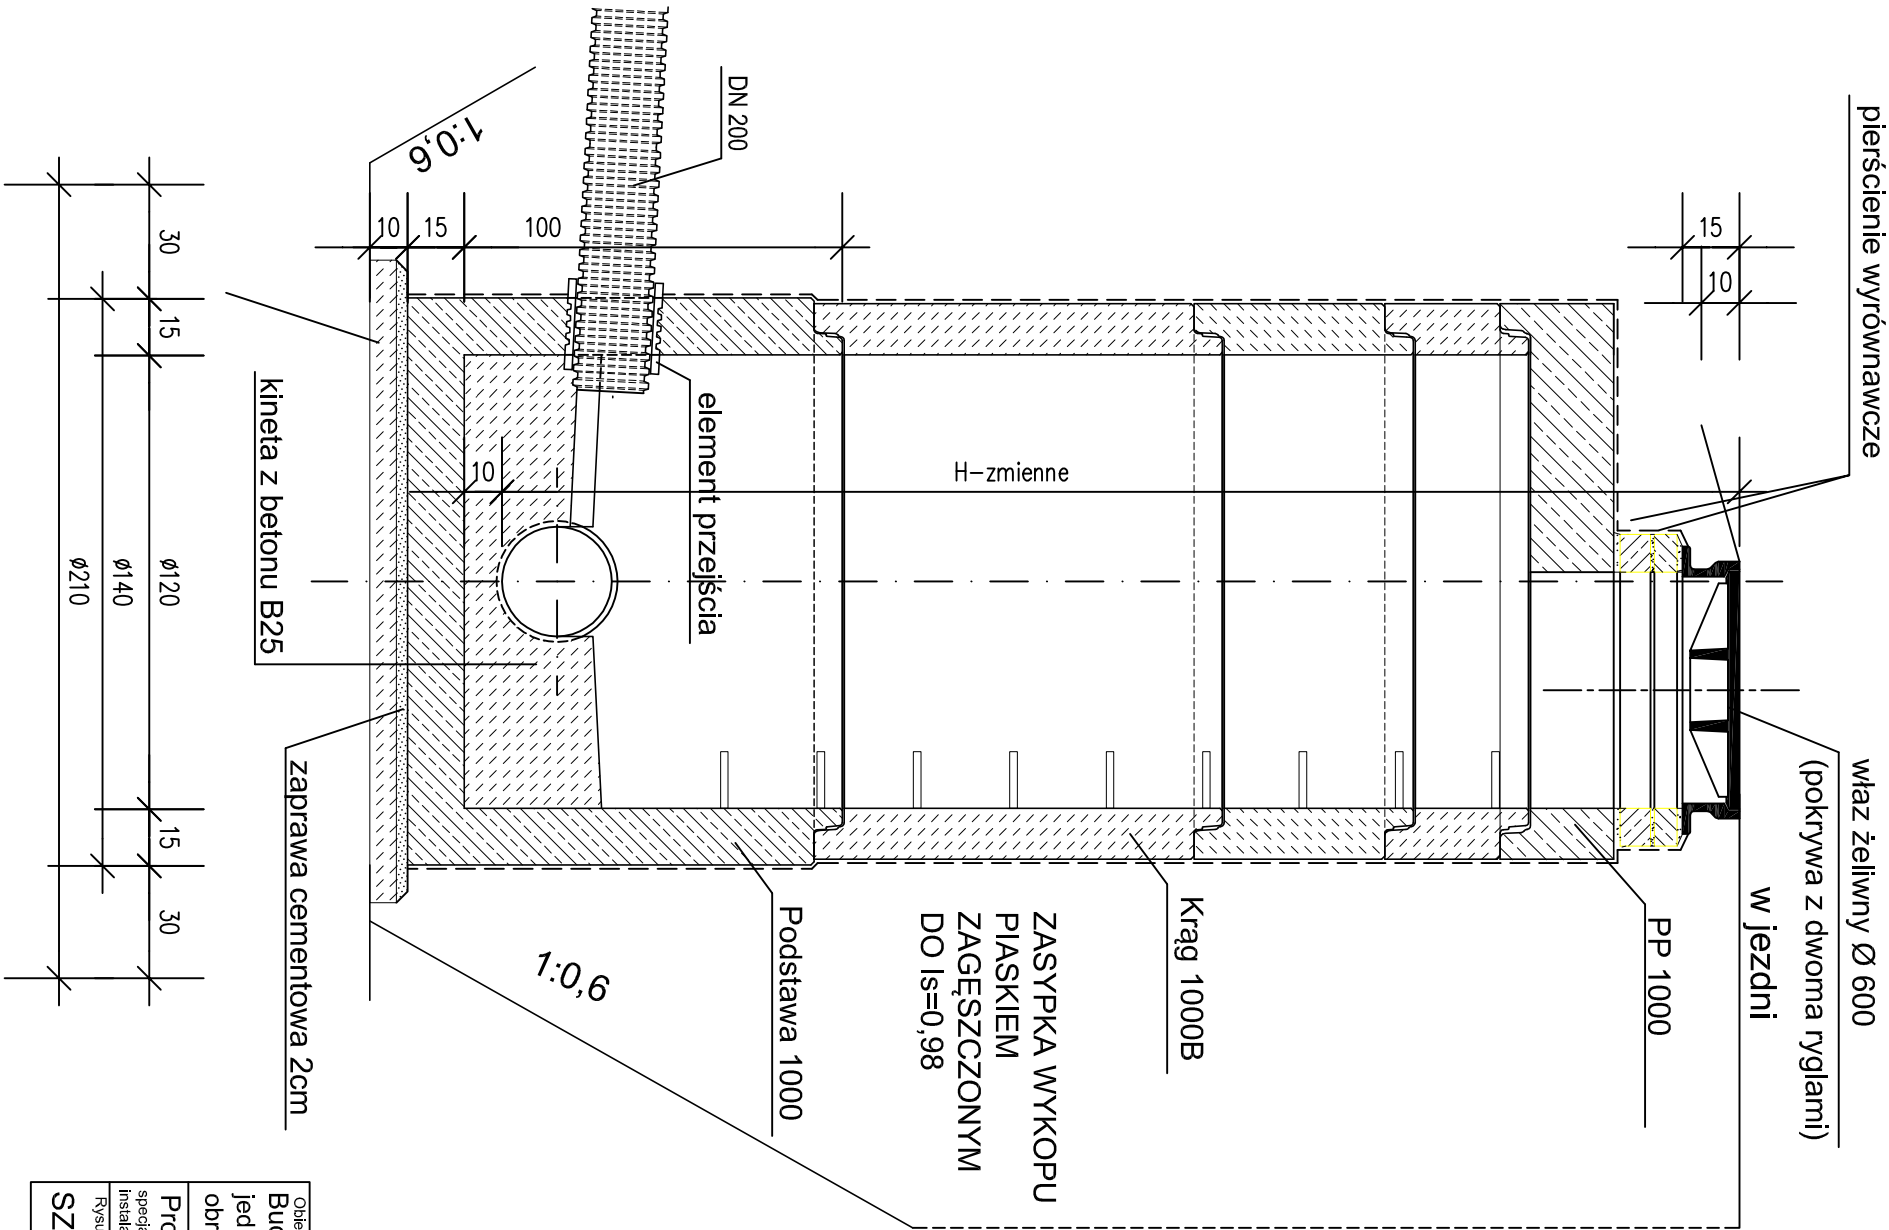 pierścienie wyrównawcze
właz żeliwny Ø 600
(pokrywa z dwoma ryglami)
w jezdni
15
10
PP 1000
H-zmienne
Krąg 1000B
ZASYPKA WYKOPU
PIASKIEM
ZAGĘSZCZONYM
DO Is=0,98
DN 200
element przejścia
Podstawa 1000
100
15
10
10
1:0,6
1:0,6
kineta z betonu B25
zaprawa cementowa 2cm
30
15
ø120
15
30
ø140
ø210